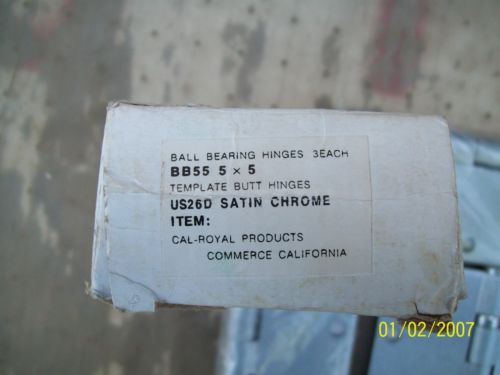 BALL BEARING HINGES 3EACH
BB55 5 x 5
TEMPLATE BUTT HINGES
US26D SATIN CHROME
ITEM:
CAL-ROYAL PRODUCTS
COMMERCE CALIFORNIA
01/02/2007